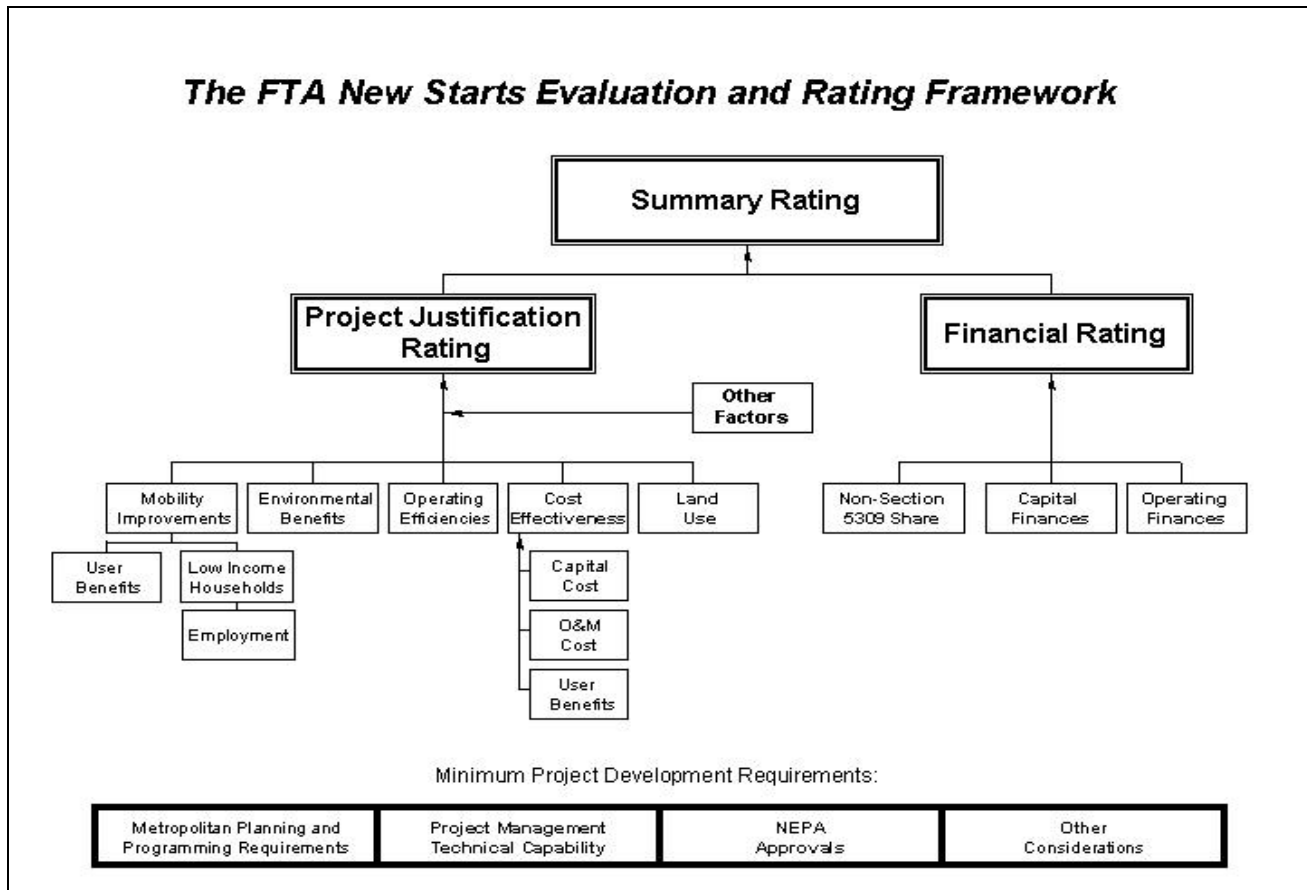 The FTA New Starts Evaluation and Rating Framework
Summary Rating
Project Justification
Rating
Financial Rating
Other
Factors
Mobility
Improvements
Environmental
Benefits
Operating
Efficiencies
Cost
Effectiveness
Land
Use
Non-Section
5309 Share
Capital
Finances
Operating
Finances
User
Benefits
Low Income
Households
Employment
Capital
Cost
O&M
Cost
User
Benefits
Minimum Project Development Requirements:
Metropolitan Planning and
Programming Requirements
Project Management
Technical Capability
NEPA
Approvals
Other
Considerations